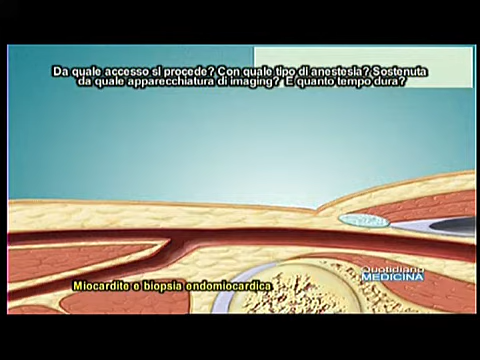 Da quale accesso si procede? Con quale tipo di anestesia? Sostenuta
da quale apparecchiatura di imaging? E quanto tempo dura?
Quotidiano
MEDICINA
Miocardite e biopsia endomiocardica